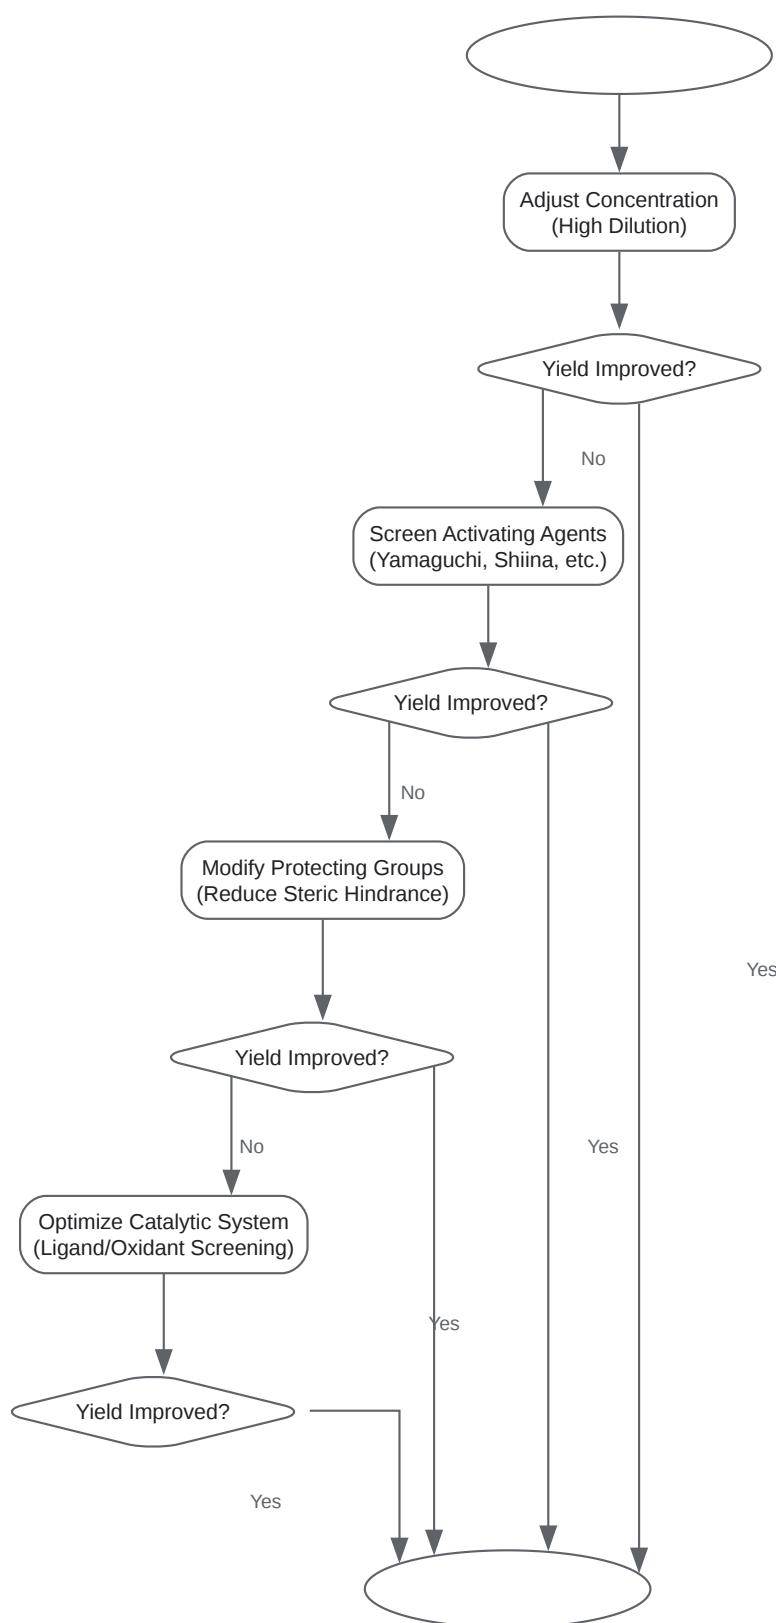 Adjust Concentration
(High Dilution)
Yield Improved?
No
Screen Activating Agents
(Yamaguchi, Shiina, etc.)
Yield Improved?
No
Modify Protecting Groups
(Reduce Steric Hindrance)
Yes
Yield Improved?
No
Yes
Optimize Catalytic System
(Ligand/Oxidant Screening)
Yes
Yield Improved?
Yes